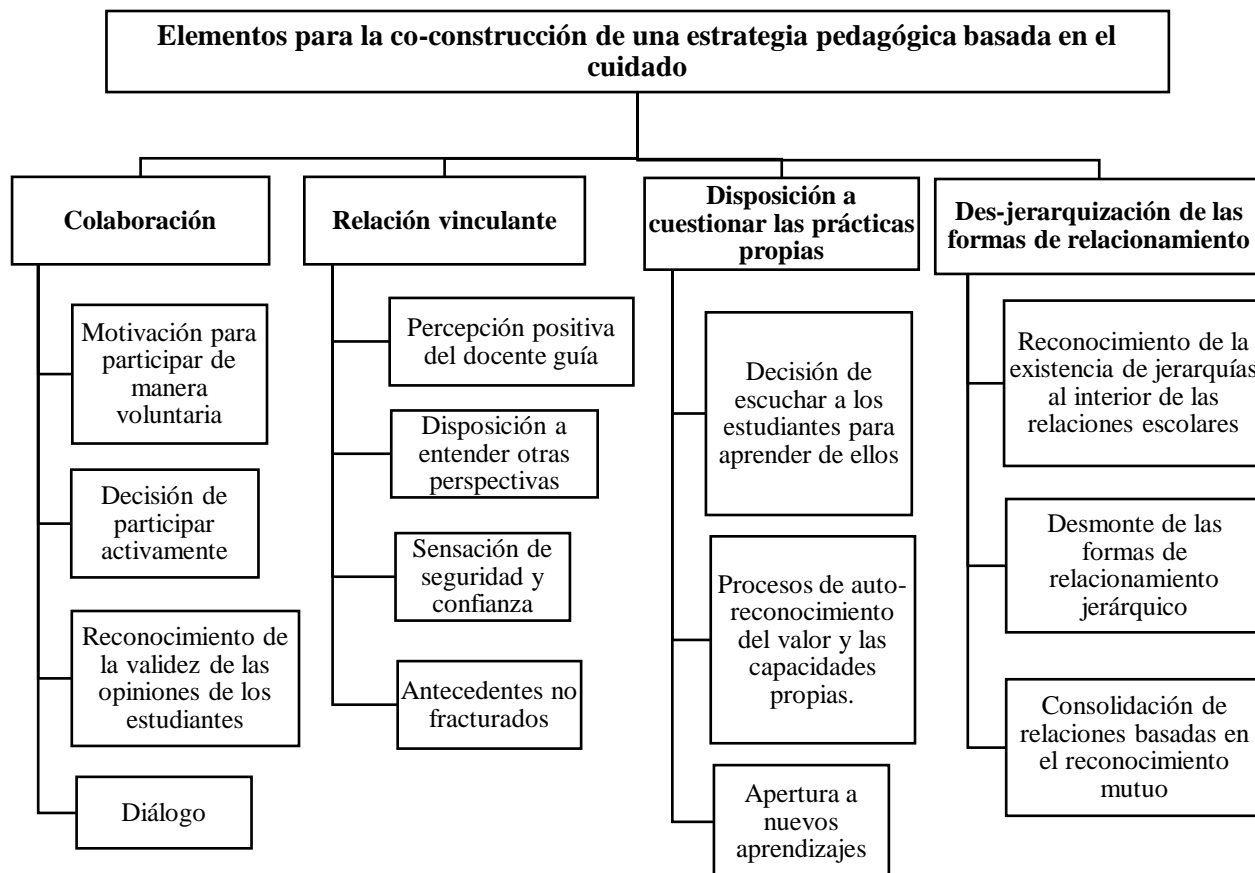 Elementos para la co-construcción de una estrategia pedagógica basada en el
cuidado
Colaboración
Motivación para
participar de
manera
voluntaria
Decisión de
participar
activamente
Reconocimiento de
la validez de las
opiniones de los
estudiantes
Diálogo
Relación vinculante
Percepción positiva
del docente guía
Disposición a
entender otras
perspectivas
Sensación de
seguridad y
confianza
Antecedentes no
fracturados
Disposición a
cuestionar las prácticas
propias
Decisión de
escuchar a los
estudiantes para
aprender de ellos
Procesos de auto-
reconocimiento
del valor y las
capacidades
propias.
Apertura a
nuevos
aprendizajes
Des-jerarquización de las
formas de relacionamiento
Reconocimiento de la
existencia de jerarquías
al interior de las
relaciones escolares
Desmonte de las
formas de
relacionamiento
jerárquico
Consolidación de
relaciones basadas en
el reconocimiento
mutuo